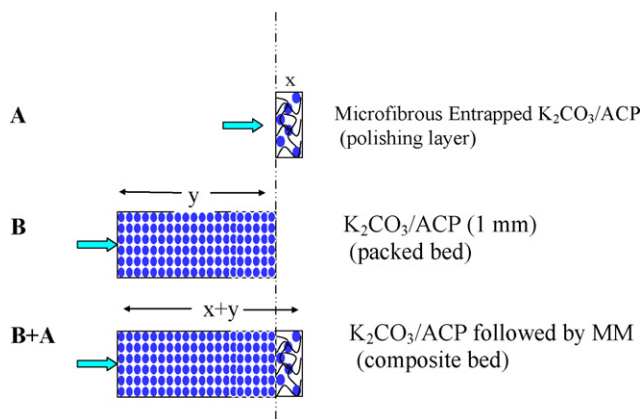 x
A
Microfibrous Entrapped K₂CO₃/ACP
(polishing layer)
y
B
K₂CO₃/ACP (1 mm)
(packed bed)
x+y
B+A
K₂CO₃/ACP followed by MM
(composite bed)